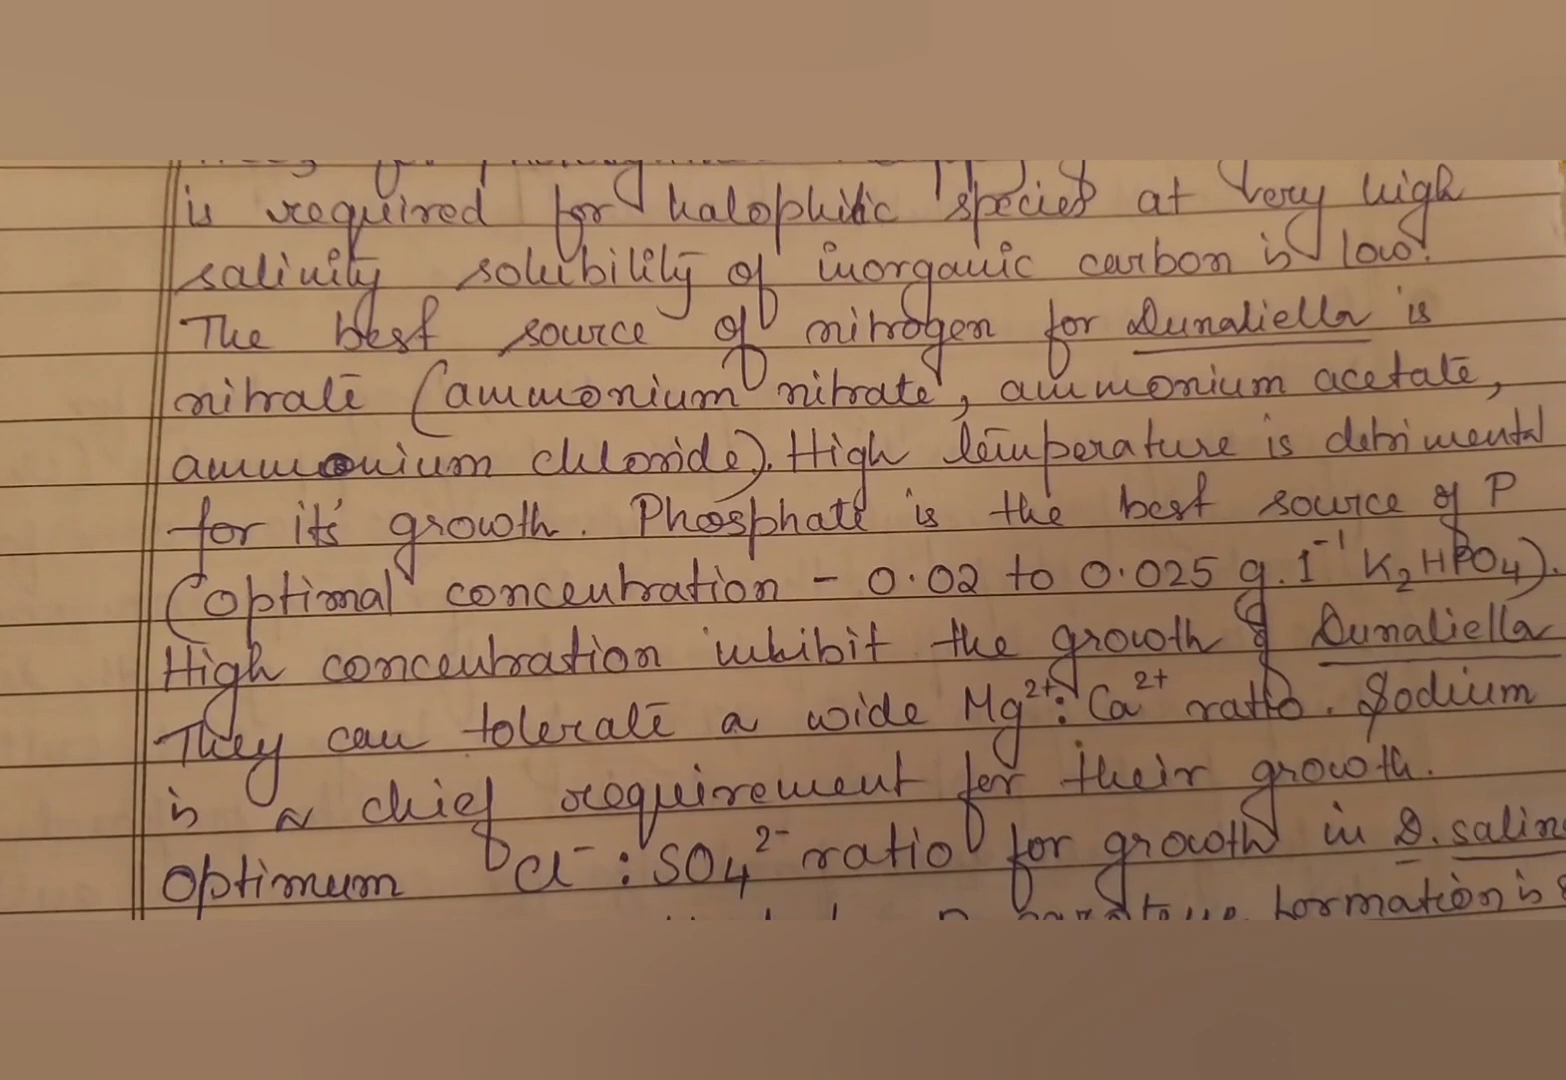 is required for halophilic species at very high
salinity solubility of inorganic carbon is low.
The best source of nitrogen for Dunaliella is
nitrate (ammonium nitrate, ammonium acetate,
ammonium chloride). High temperature is detrimental
for it's growth. Phosphate is the best source of P
(optimal concentration - 0.02 to 0.025 g.1⁻¹ K₂HPO₄).
High concentration inhibit the growth of Dunaliella
They can tolerate a wide Mg²⁺: Ca²⁺ ratio. Sodium
is a chief requirement for their growth.
Optimum Cl⁻ : SO₄²⁻ ratio for growth in D. salin
formation is